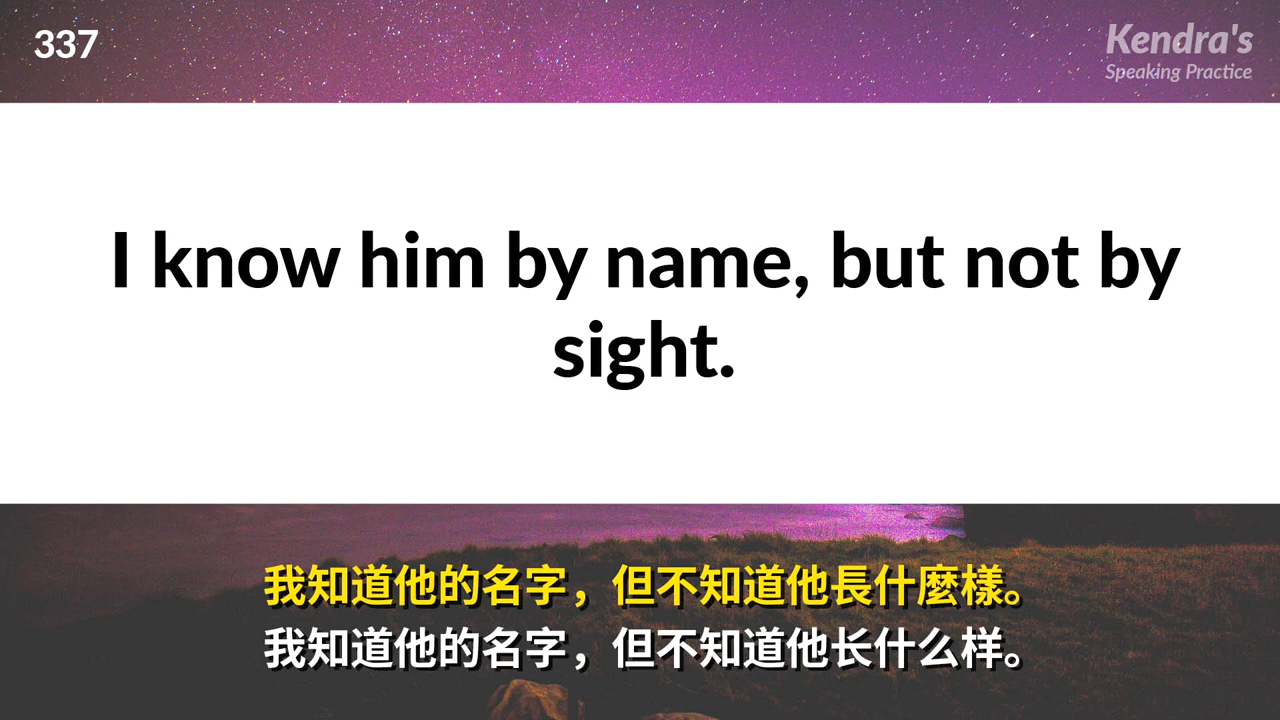 337
Kendra's
Speaking Practice
I know him by name, but not by
sight.
我知道他的名字，但不知道他長什麼樣。
我知道他的名字，但不知道他长什么样。